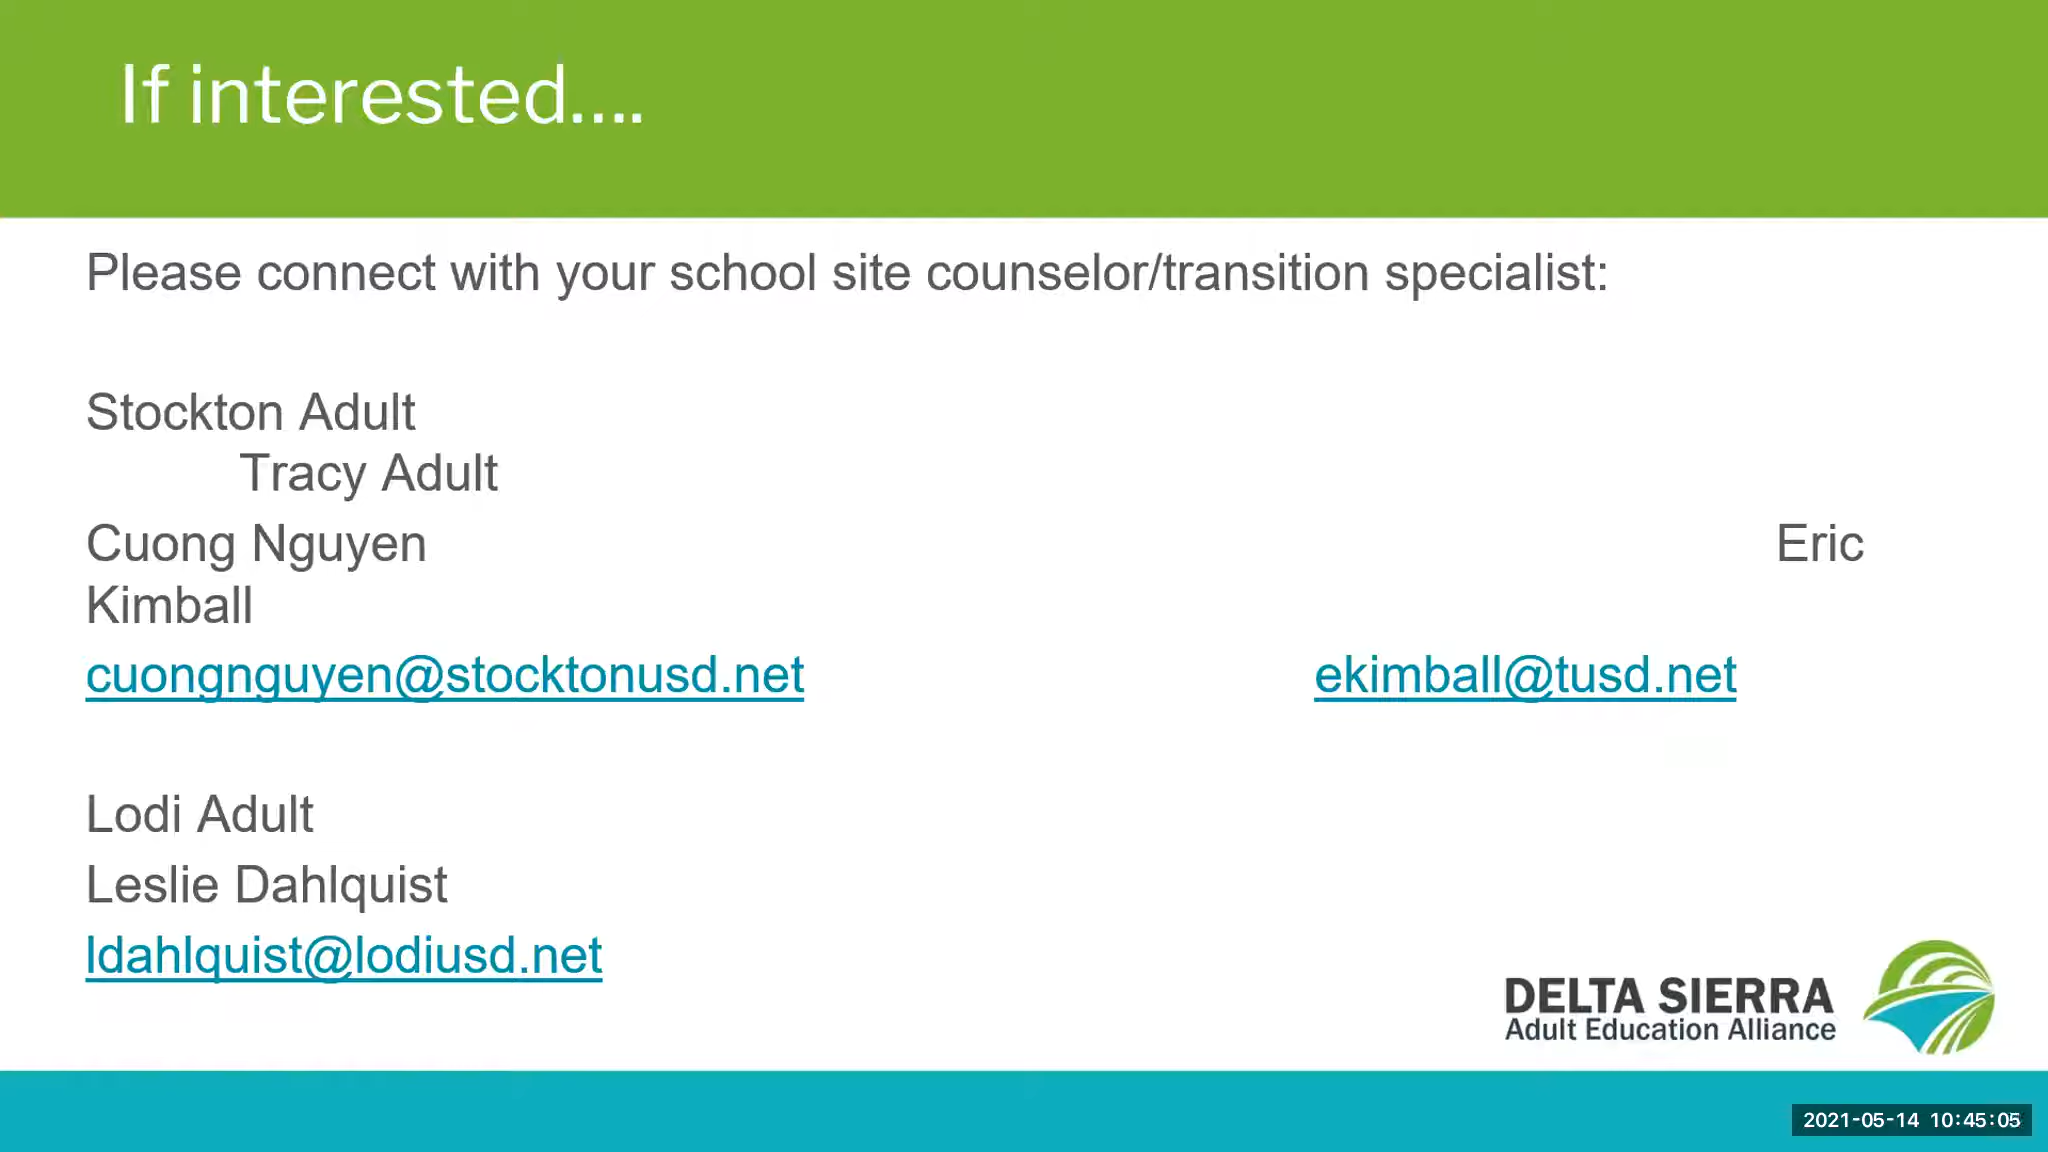 If interested....
Please connect with your school site counselor/transition specialist:
Stockton Adult
Tracy Adult
Cuong Nguyen Eric
Kimball
cuongnguyen@stocktonusd.net ekimball@tusd.net
Lodi Adult
Leslie Dahlquist
ldahlquist@lodiusd.net
DELTA SIERRA
Adult Education Alliance
2021-05-14 10:45:05